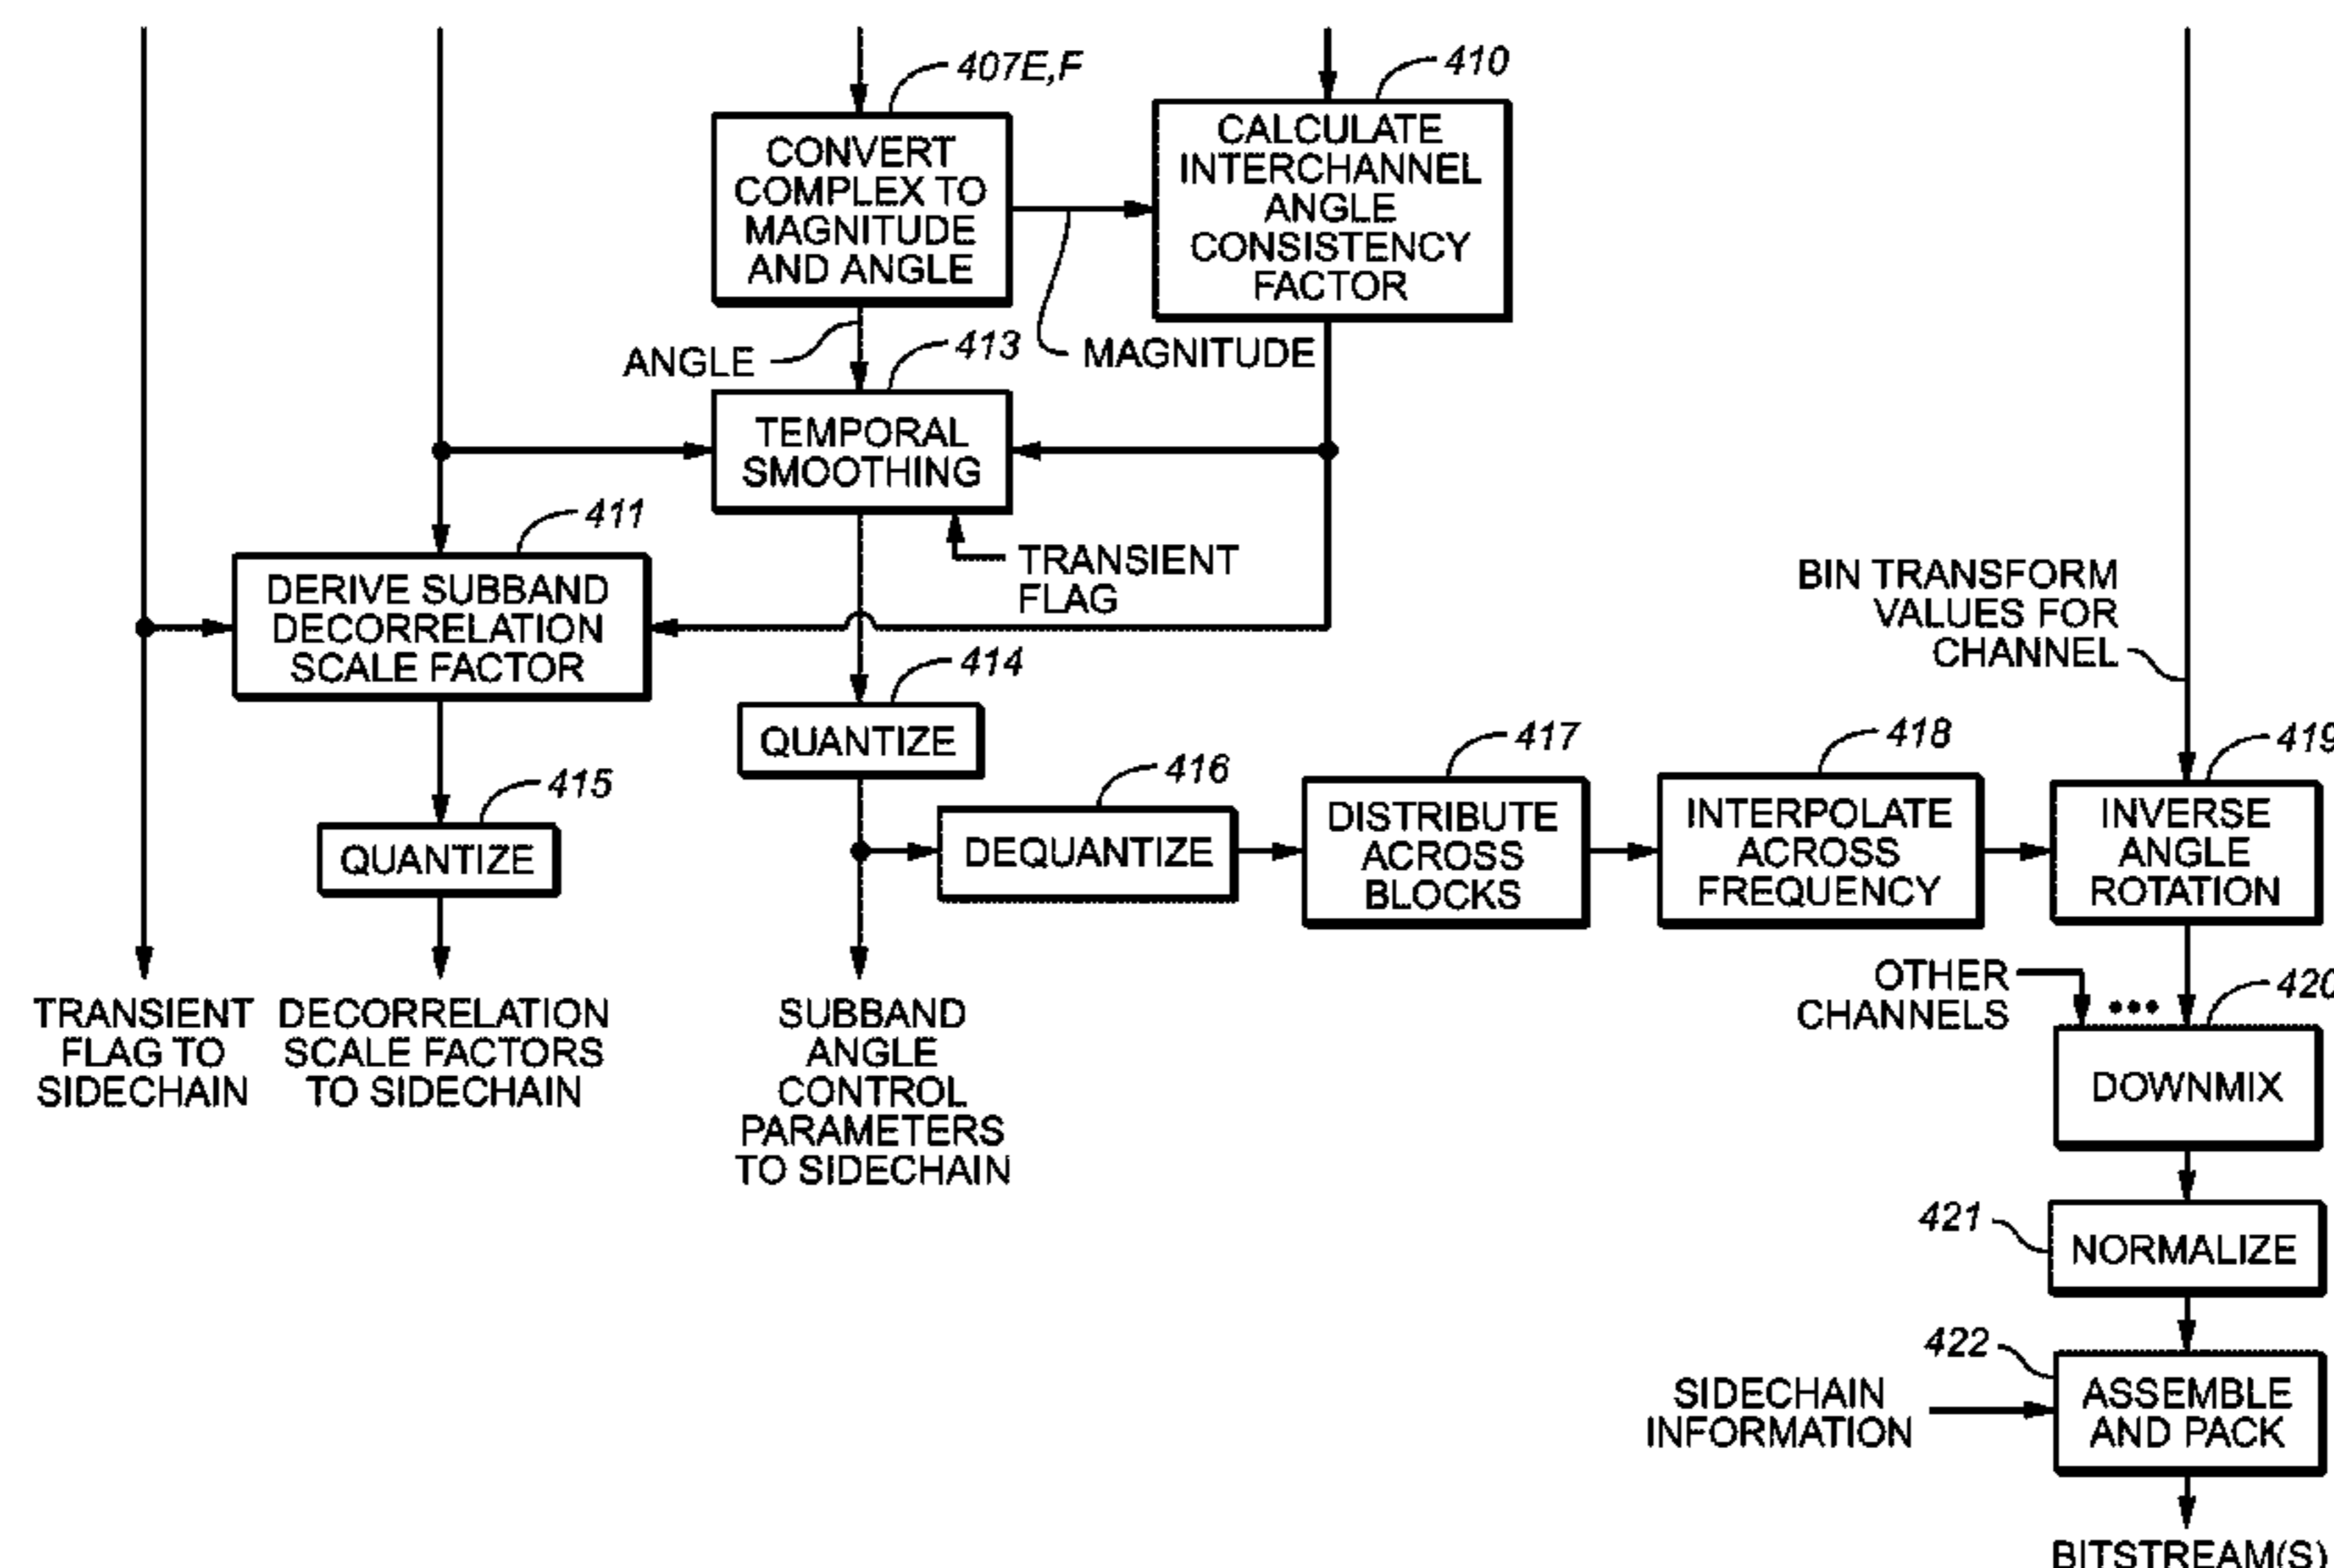 407E,F
410
CONVERT
COMPLEX TO
MAGNITUDE
AND ANGLE
CALCULATE
INTERCHANNEL
ANGLE
CONSISTENCY
FACTOR
ANGLE
413
MAGNITUDE
TEMPORAL
SMOOTHING
411
TRANSIENT
FLAG
DERIVE SUBBAND
DECORRELATION
SCALE FACTOR
BIN TRANSFORM
VALUES FOR
CHANNEL
414
QUANTIZE
415
QUANTIZE
416
DEQUANTIZE
417
DISTRIBUTE
ACROSS
BLOCKS
418
INTERPOLATE
ACROSS
FREQUENCY
419
INVERSE
ANGLE
ROTATION
TRANSIENT
FLAG TO
SIDECHAIN
DECORRELATION
SCALE FACTORS
TO SIDECHAIN
SUBBAND
ANGLE
CONTROL
PARAMETERS
TO SIDECHAIN
OTHER
CHANNELS
420
DOWNMIX
421
NORMALIZE
422
SIDECHAIN
INFORMATION
ASSEMBLE
AND PACK
BITSTREAM(S)